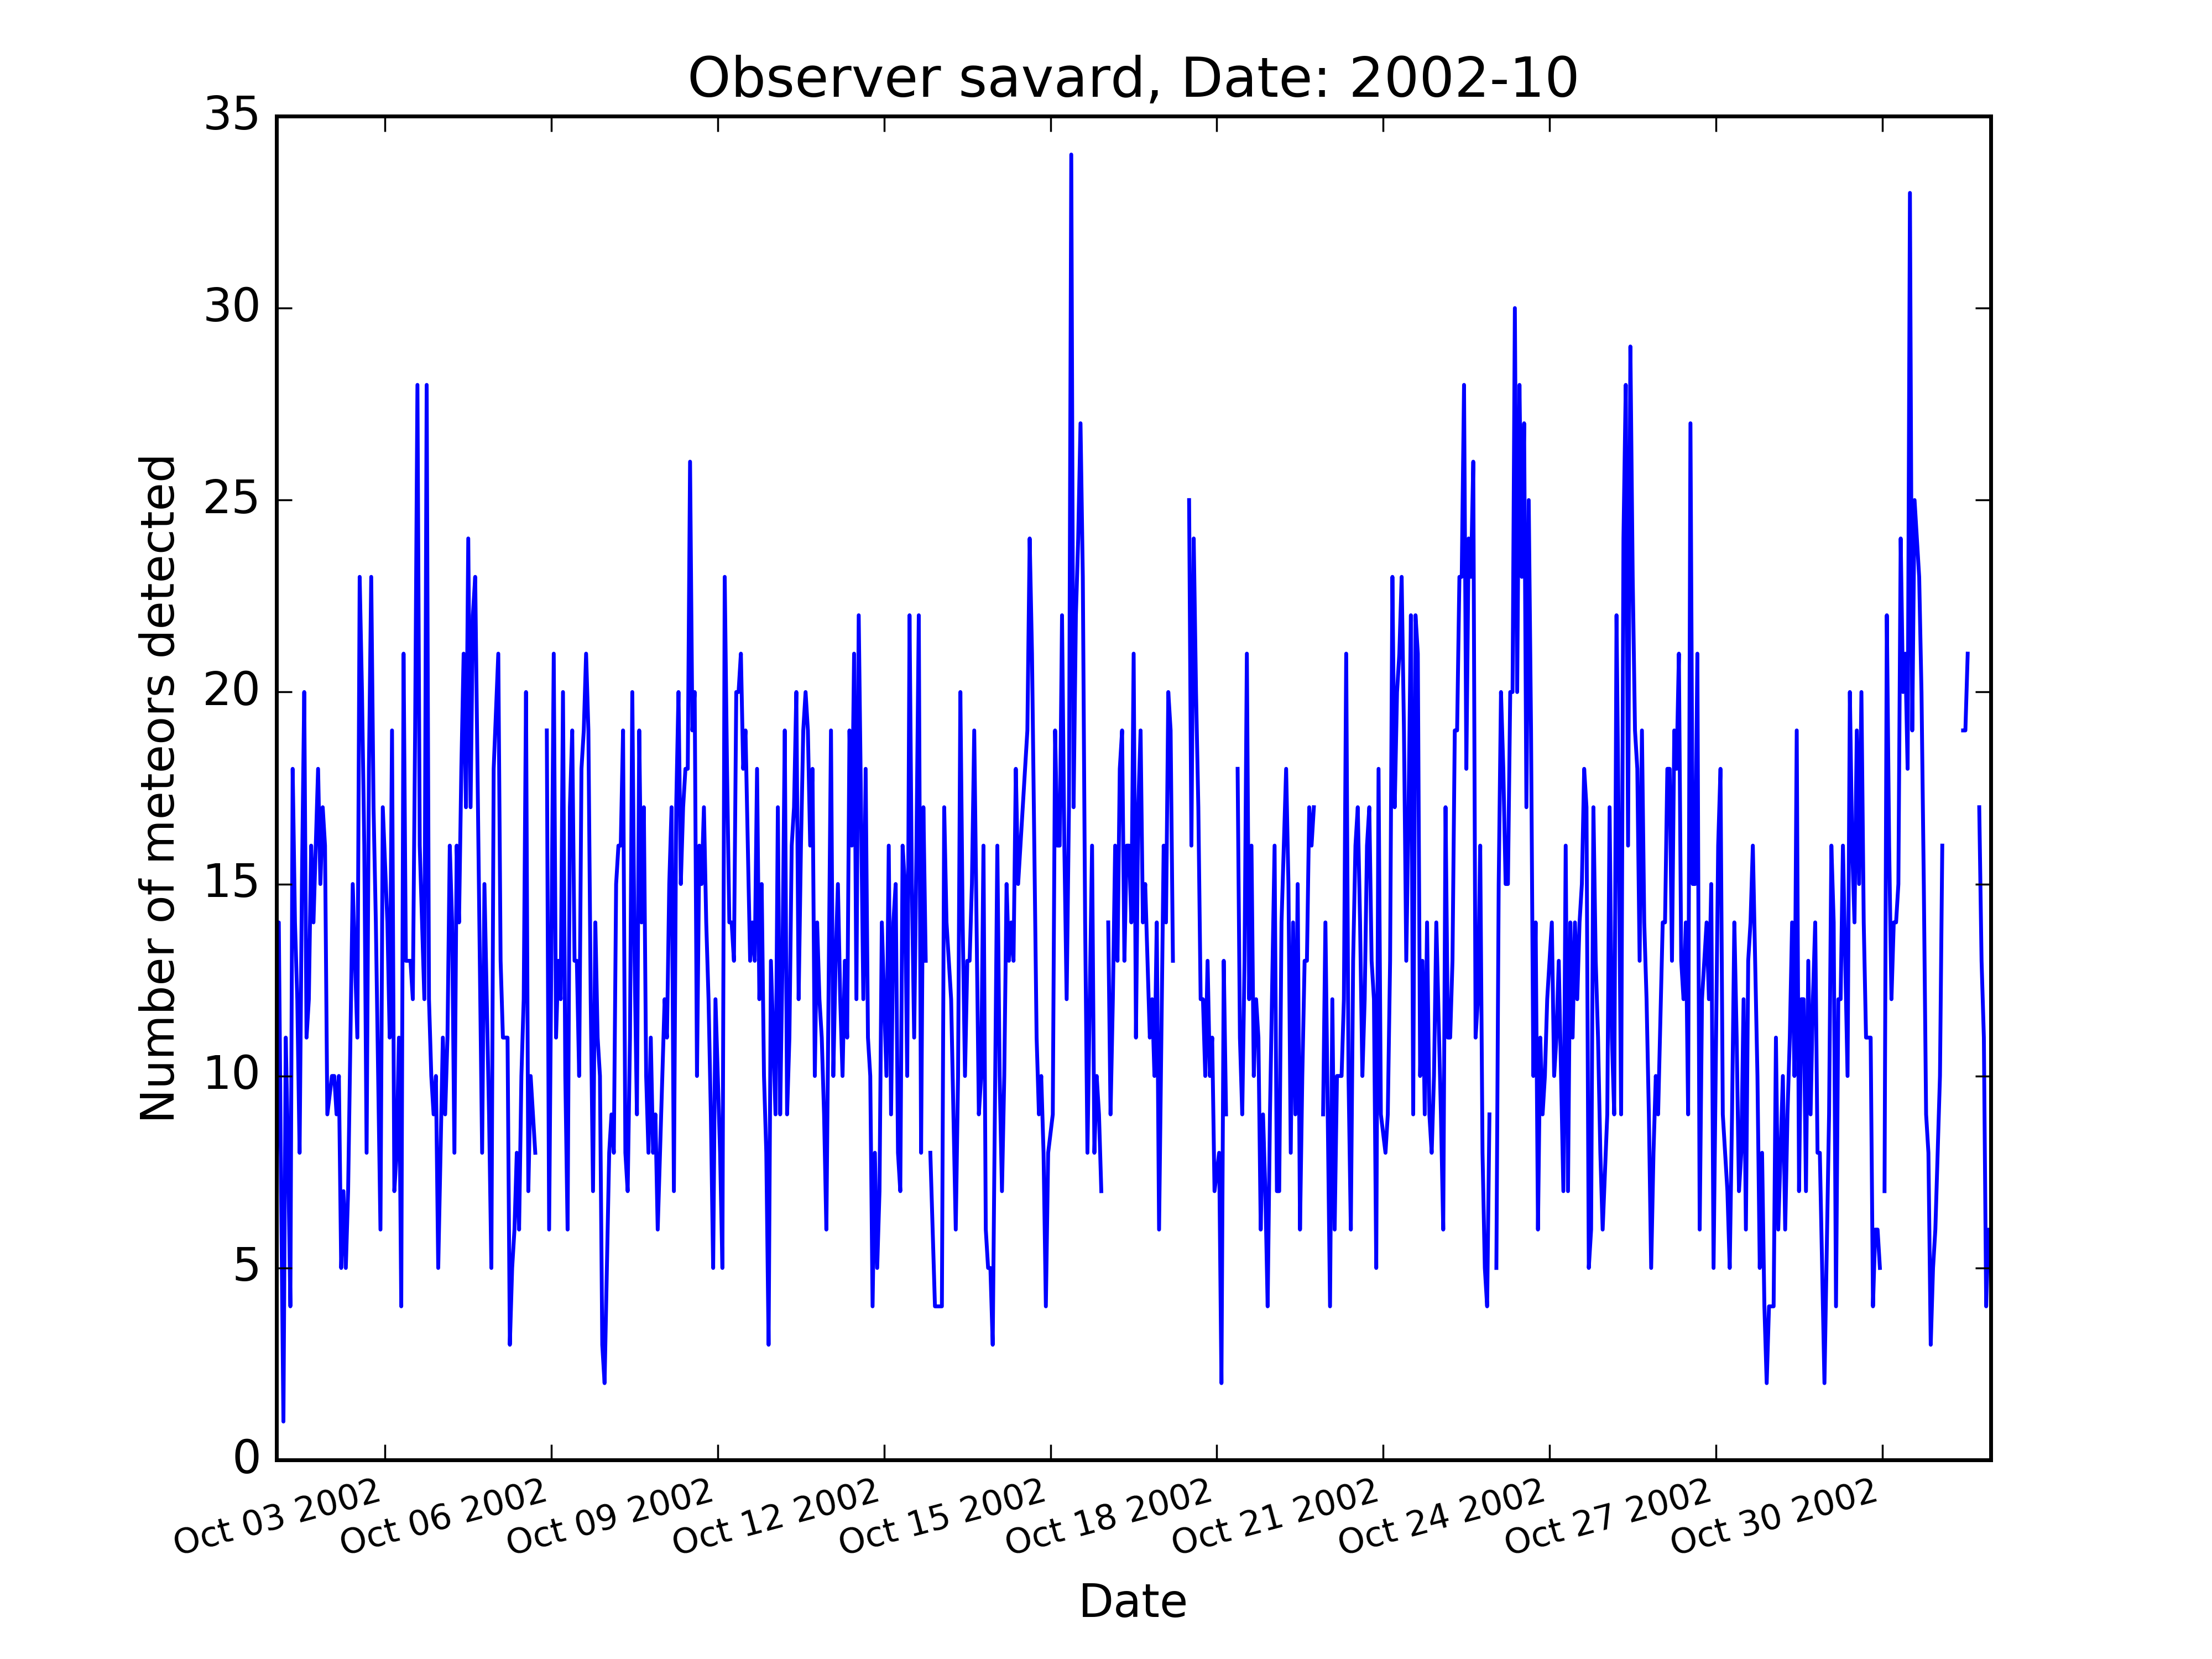 Observer savard, Date: 2002-10
Number of meteors detected
35
30
25
20
15
10
5
0
Oct 03 2002
Oct 06 2002
Oct 09 2002
Oct 12 2002
Oct 15 2002
Oct 18 2002
Oct 21 2002
Oct 24 2002
Oct 27 2002
Oct 30 2002
Date